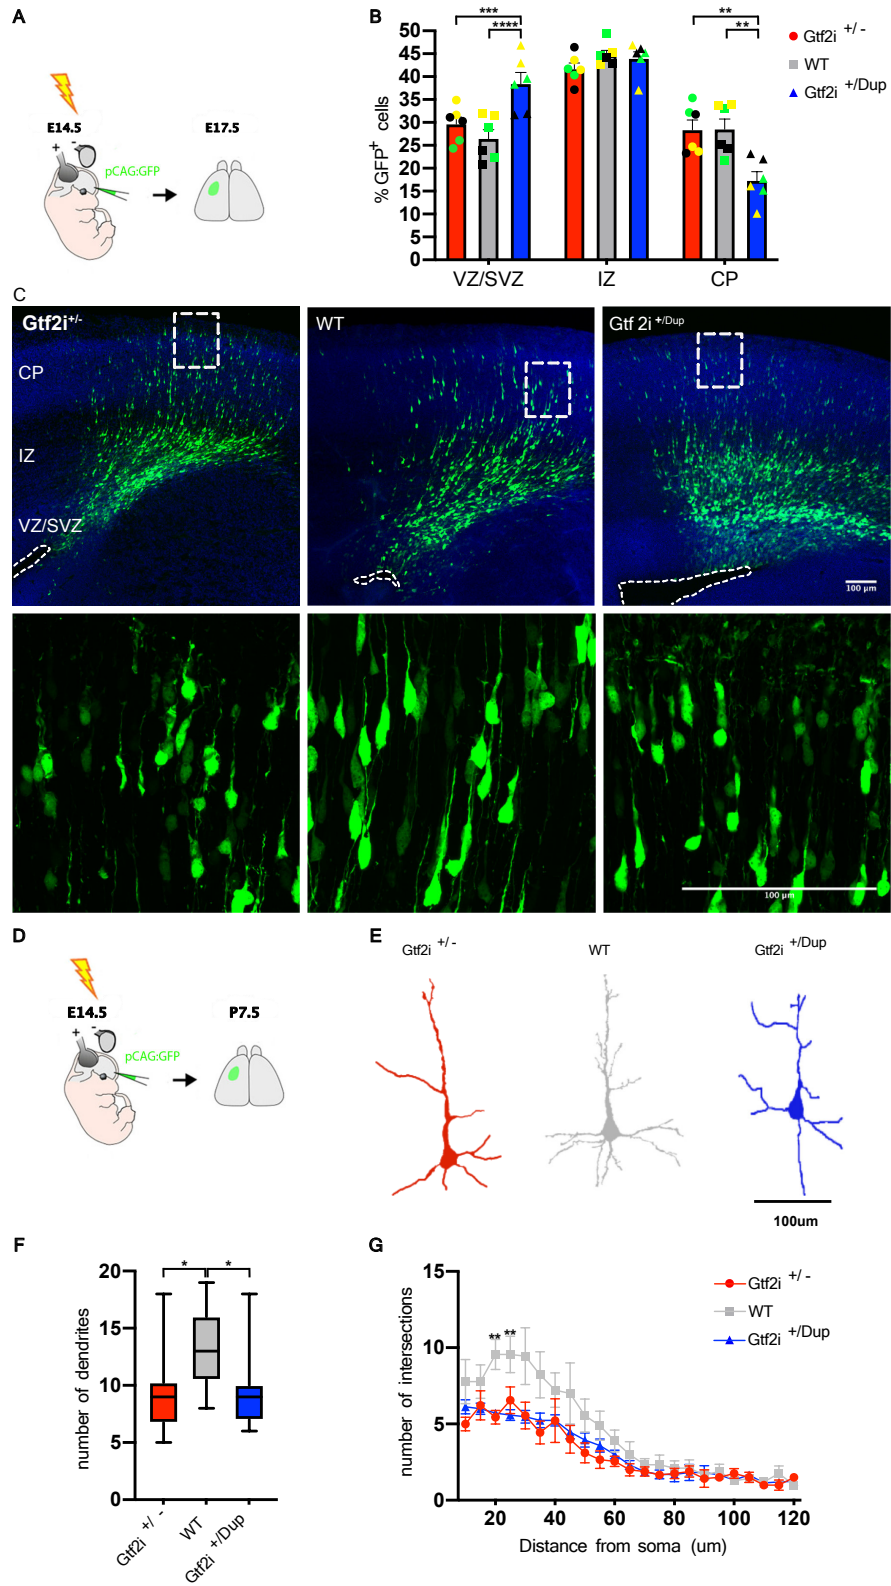 A
E14.5
E17.5
+ -
pCAG:GFP
B
% GFP+ cells
50
45
40
35
30
25
20
15
10
5
0
*** ** 
**** **
VZ/SVZ IZ CP
Gtf2i +/-
WT
Gtf2i +/Dup
C
Gtf2i+/-
WT
Gtf2i+/Dup
CP
IZ
VZ/SVZ
100 µm
100 µm
D
E14.5
P7.5
+ -
pCAG:GFP
E
Gtf2i +/-
WT
Gtf2i +/Dup
100um
F
number of dendrites
20
15
10
5
0
* *
Gtf2i +/-
WT
Gtf2i +/Dup
G
number of intersections
15
10
5
0
** **
20 40 60 80 100 120
Distance from soma (um)
Gtf2i +/-
WT
Gtf2i +/Dup